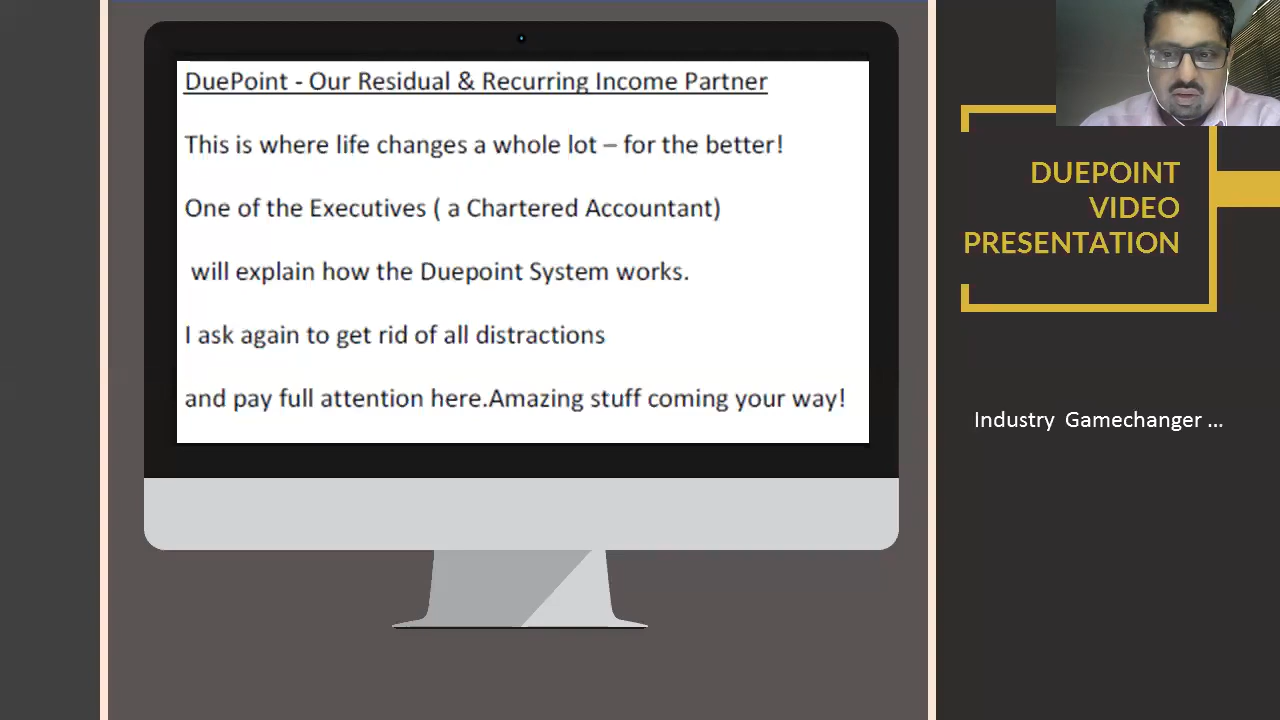 DuePoint - Our Residual & Recurring Income Partner
This is where life changes a whole lot – for the better!
One of the Executives ( a Chartered Accountant)
will explain how the Duepoint System works.
I ask again to get rid of all distractions
and pay full attention here.Amazing stuff coming your way!
DUEPOINT
VIDEO
PRESENTATION
Industry Gamechanger ...